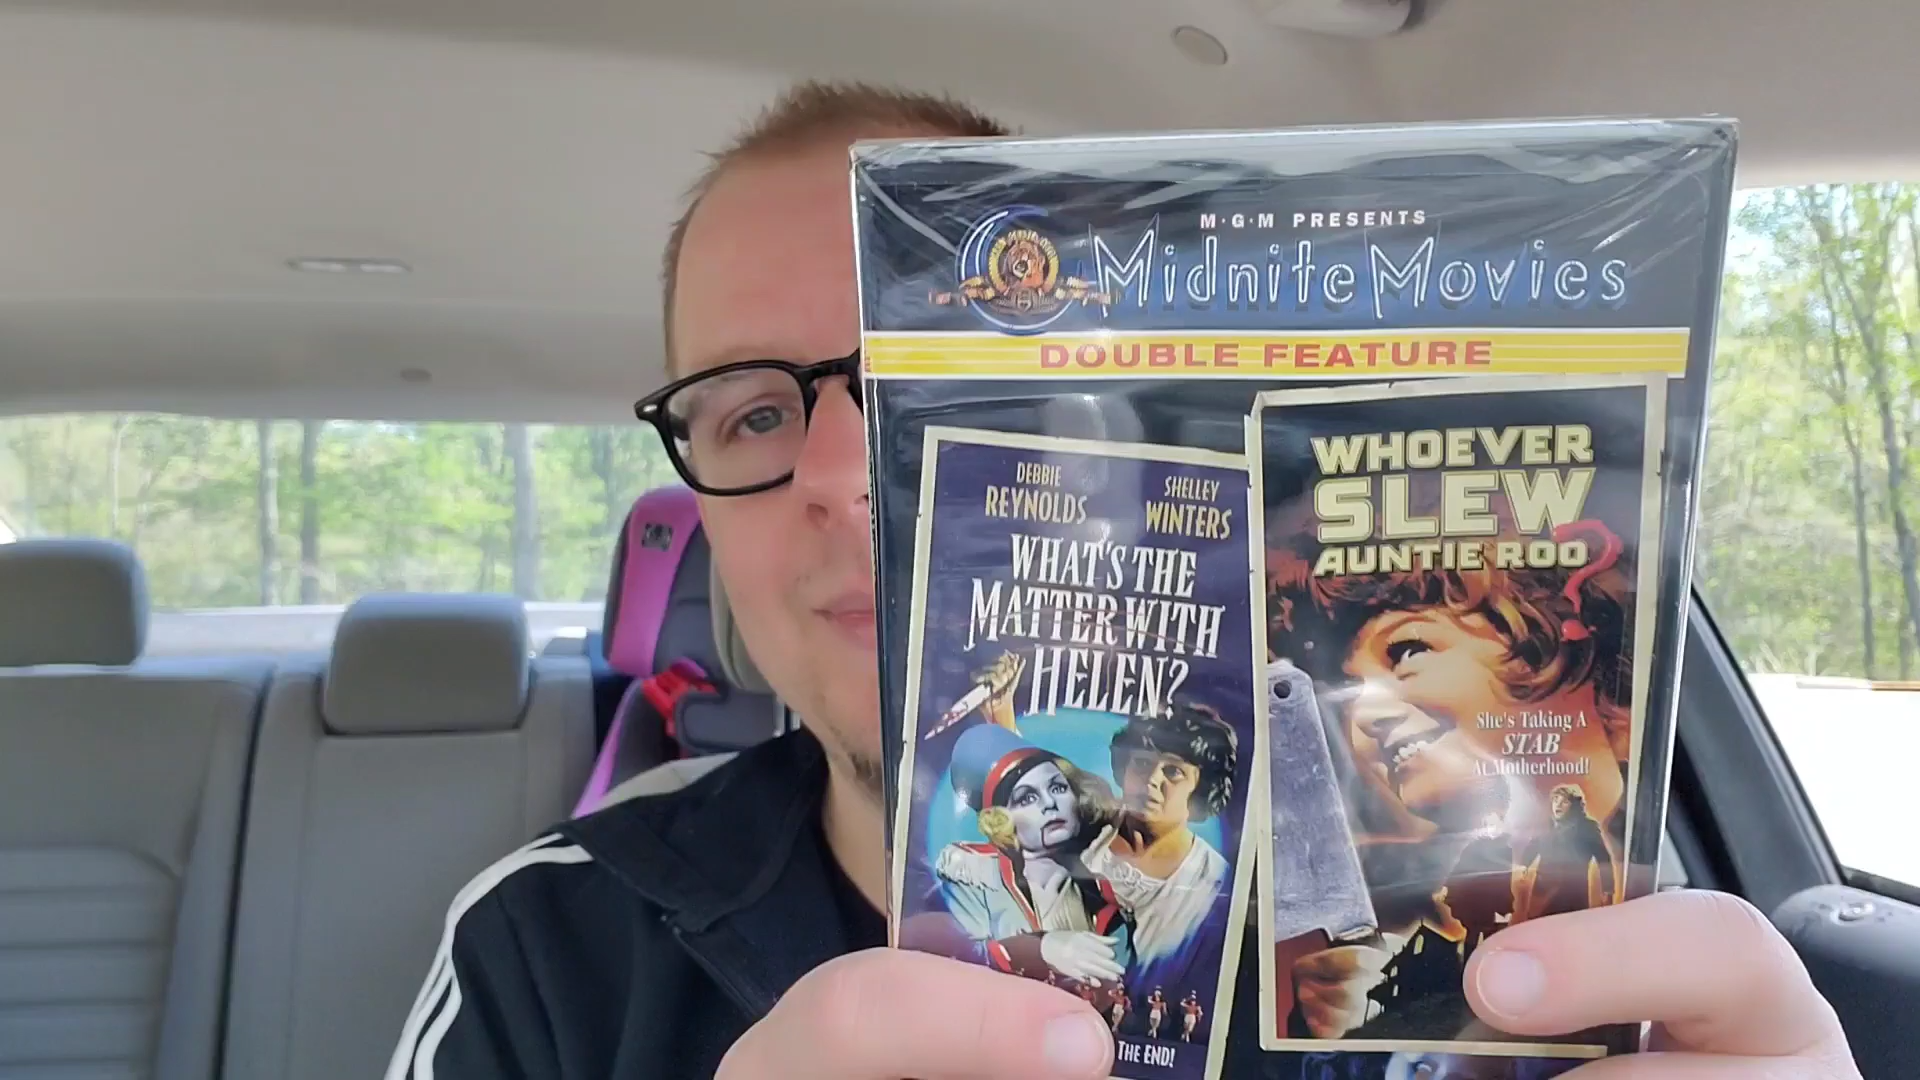 M·G·M PRESENTS
Midnite Movies
DOUBLE FEATURE
DEBBIE
REYNOLDS
SHELLEY
WINTERS
WHAT'S THE
MATTER WITH
HELEN?
THE END!
WHOEVER
SLEW
AUNTIE ROO?
She's Taking A
STAB
At Motherhood!